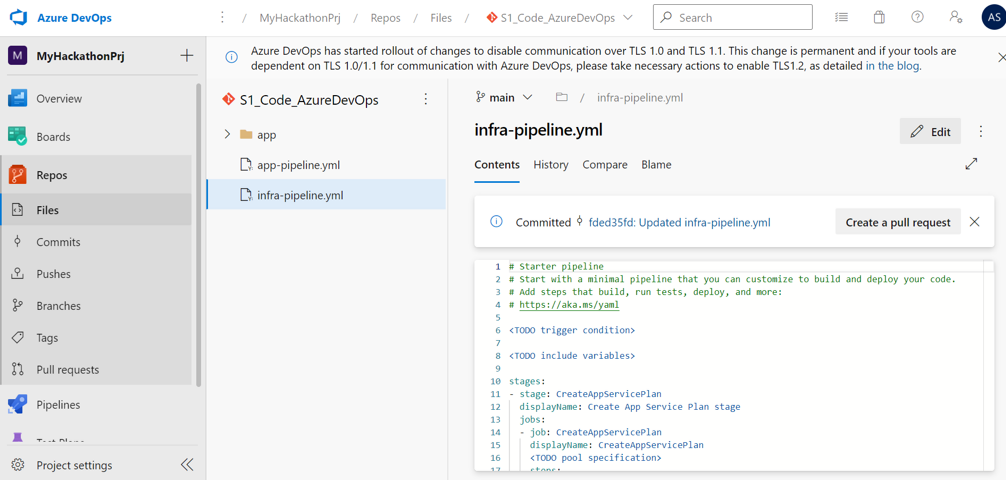 Azure DevOps
/ MyHackathonPrj / Repos / Files / S1_Code_AzureDevOps
Search
AS
M MyHackathonPrj
Overview
Boards
Repos
Files
Commits
Pushes
Branches
Tags
Pull requests
Pipelines
Test Plans
Project settings
Azure DevOps has started rollout of changes to disable communication over TLS 1.0 and TLS 1.1. This change is permanent and if your tools are
dependent on TLS 1.0/1.1 for communication with Azure DevOps, please take necessary actions to enable TLS1.2, as detailed in the blog.
S1_Code_AzureDevOps
app
app-pipeline.yml
infra-pipeline.yml
main / infra-pipeline.yml
infra-pipeline.yml
Edit
Contents History Compare Blame
Committed fded35fd: Updated infra-pipeline.yml
Create a pull request
1 # Starter pipeline
2 # Start with a minimal pipeline that you can customize to build and deploy your code.
3 # Add steps that build, run tests, deploy, and more:
4 # https://aka.ms/yaml
5
6 <TODO trigger condition>
7
8 <TODO include variables>
9
10 stages:
11 - stage: CreateAppServicePlan
12 displayName: Create App Service Plan stage
13 jobs:
14 - job: CreateAppServicePlan
15 displayName: CreateAppServicePlan
16 <TODO pool specification>
17 steps: